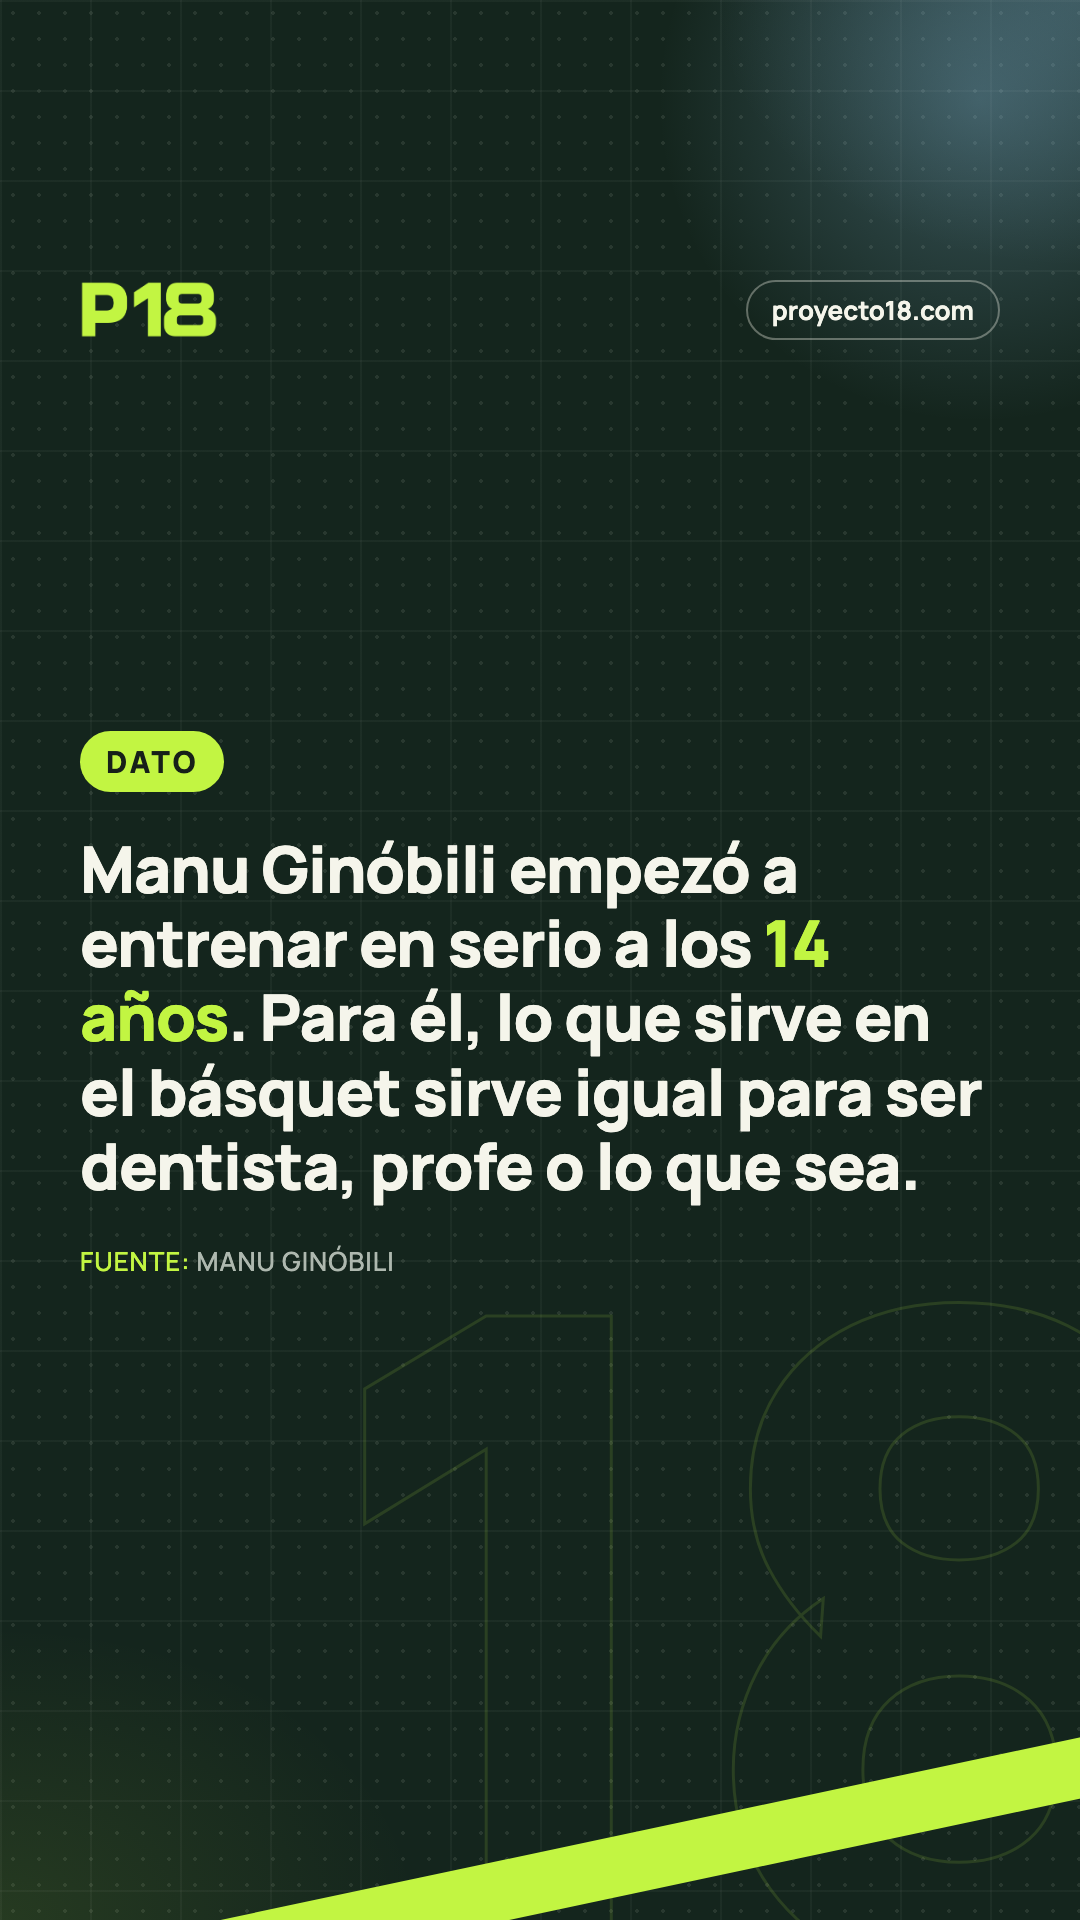 P18
proyecto18.com
DATO
Manu Ginóbili empezó a
entrenar en serio a los 14
años. Para él, lo que sirve en
el básquet sirve igual para ser
dentista, profe o lo que sea.
FUENTE: MANU GINÓBILI
18